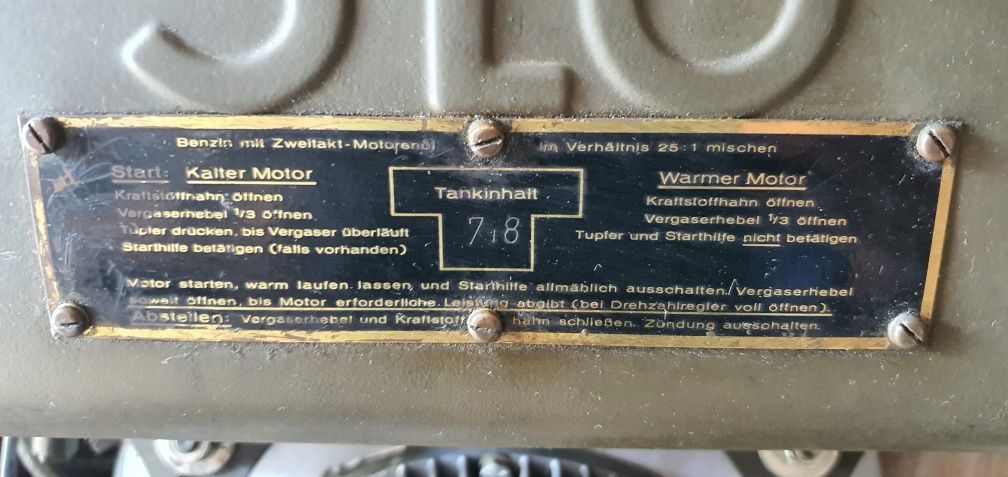 JLO
Benzin mit Zweitakt-Motorenöl im Verhältnis 25:1 mischen
Start: Kalter Motor
Kraftstoffhahn öffnen
Vergaserhebel 1/3 öffnen
Tupfer drücken, bis Vergaser überläuft
Starthilfe betätigen (falls vorhanden)
Tankinhalt
7,8
Warmer Motor
Kraftstoffhahn öffnen
Vergaserhebel 1/3 öffnen
Tupfer und Starthilfe nicht betätigen
Motor starten, warm laufen lassen, und Starthilfe allmählich ausschalten. Vergaserhebel
soweit öffnen, bis Motor erforderliche Leistung abgibt (bei Drehzahlregler voll öffnen).
Abstellen: Vergaserhebel und Kraftstoff hahn schließen. Zündung ausschalten.